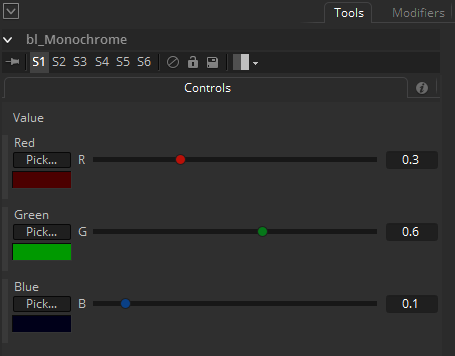 Tools Modifiers
bl_Monochrome
S1 S2 S3 S4 S5 S6
Controls
Value
Red
Pick... R 0.3
Green
Pick... G 0.6
Blue
Pick... B 0.1